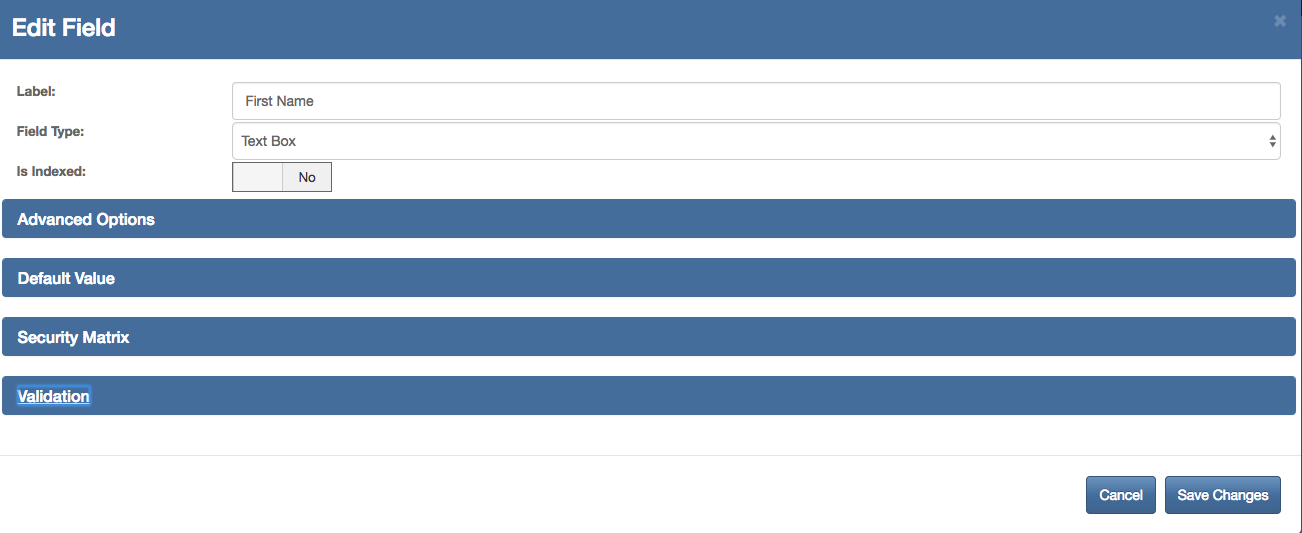 Edit Field
Label:
First Name
Field Type:
Text Box
Is Indexed:
No
Advanced Options
Default Value
Security Matrix
Validation
Cancel
Save Changes